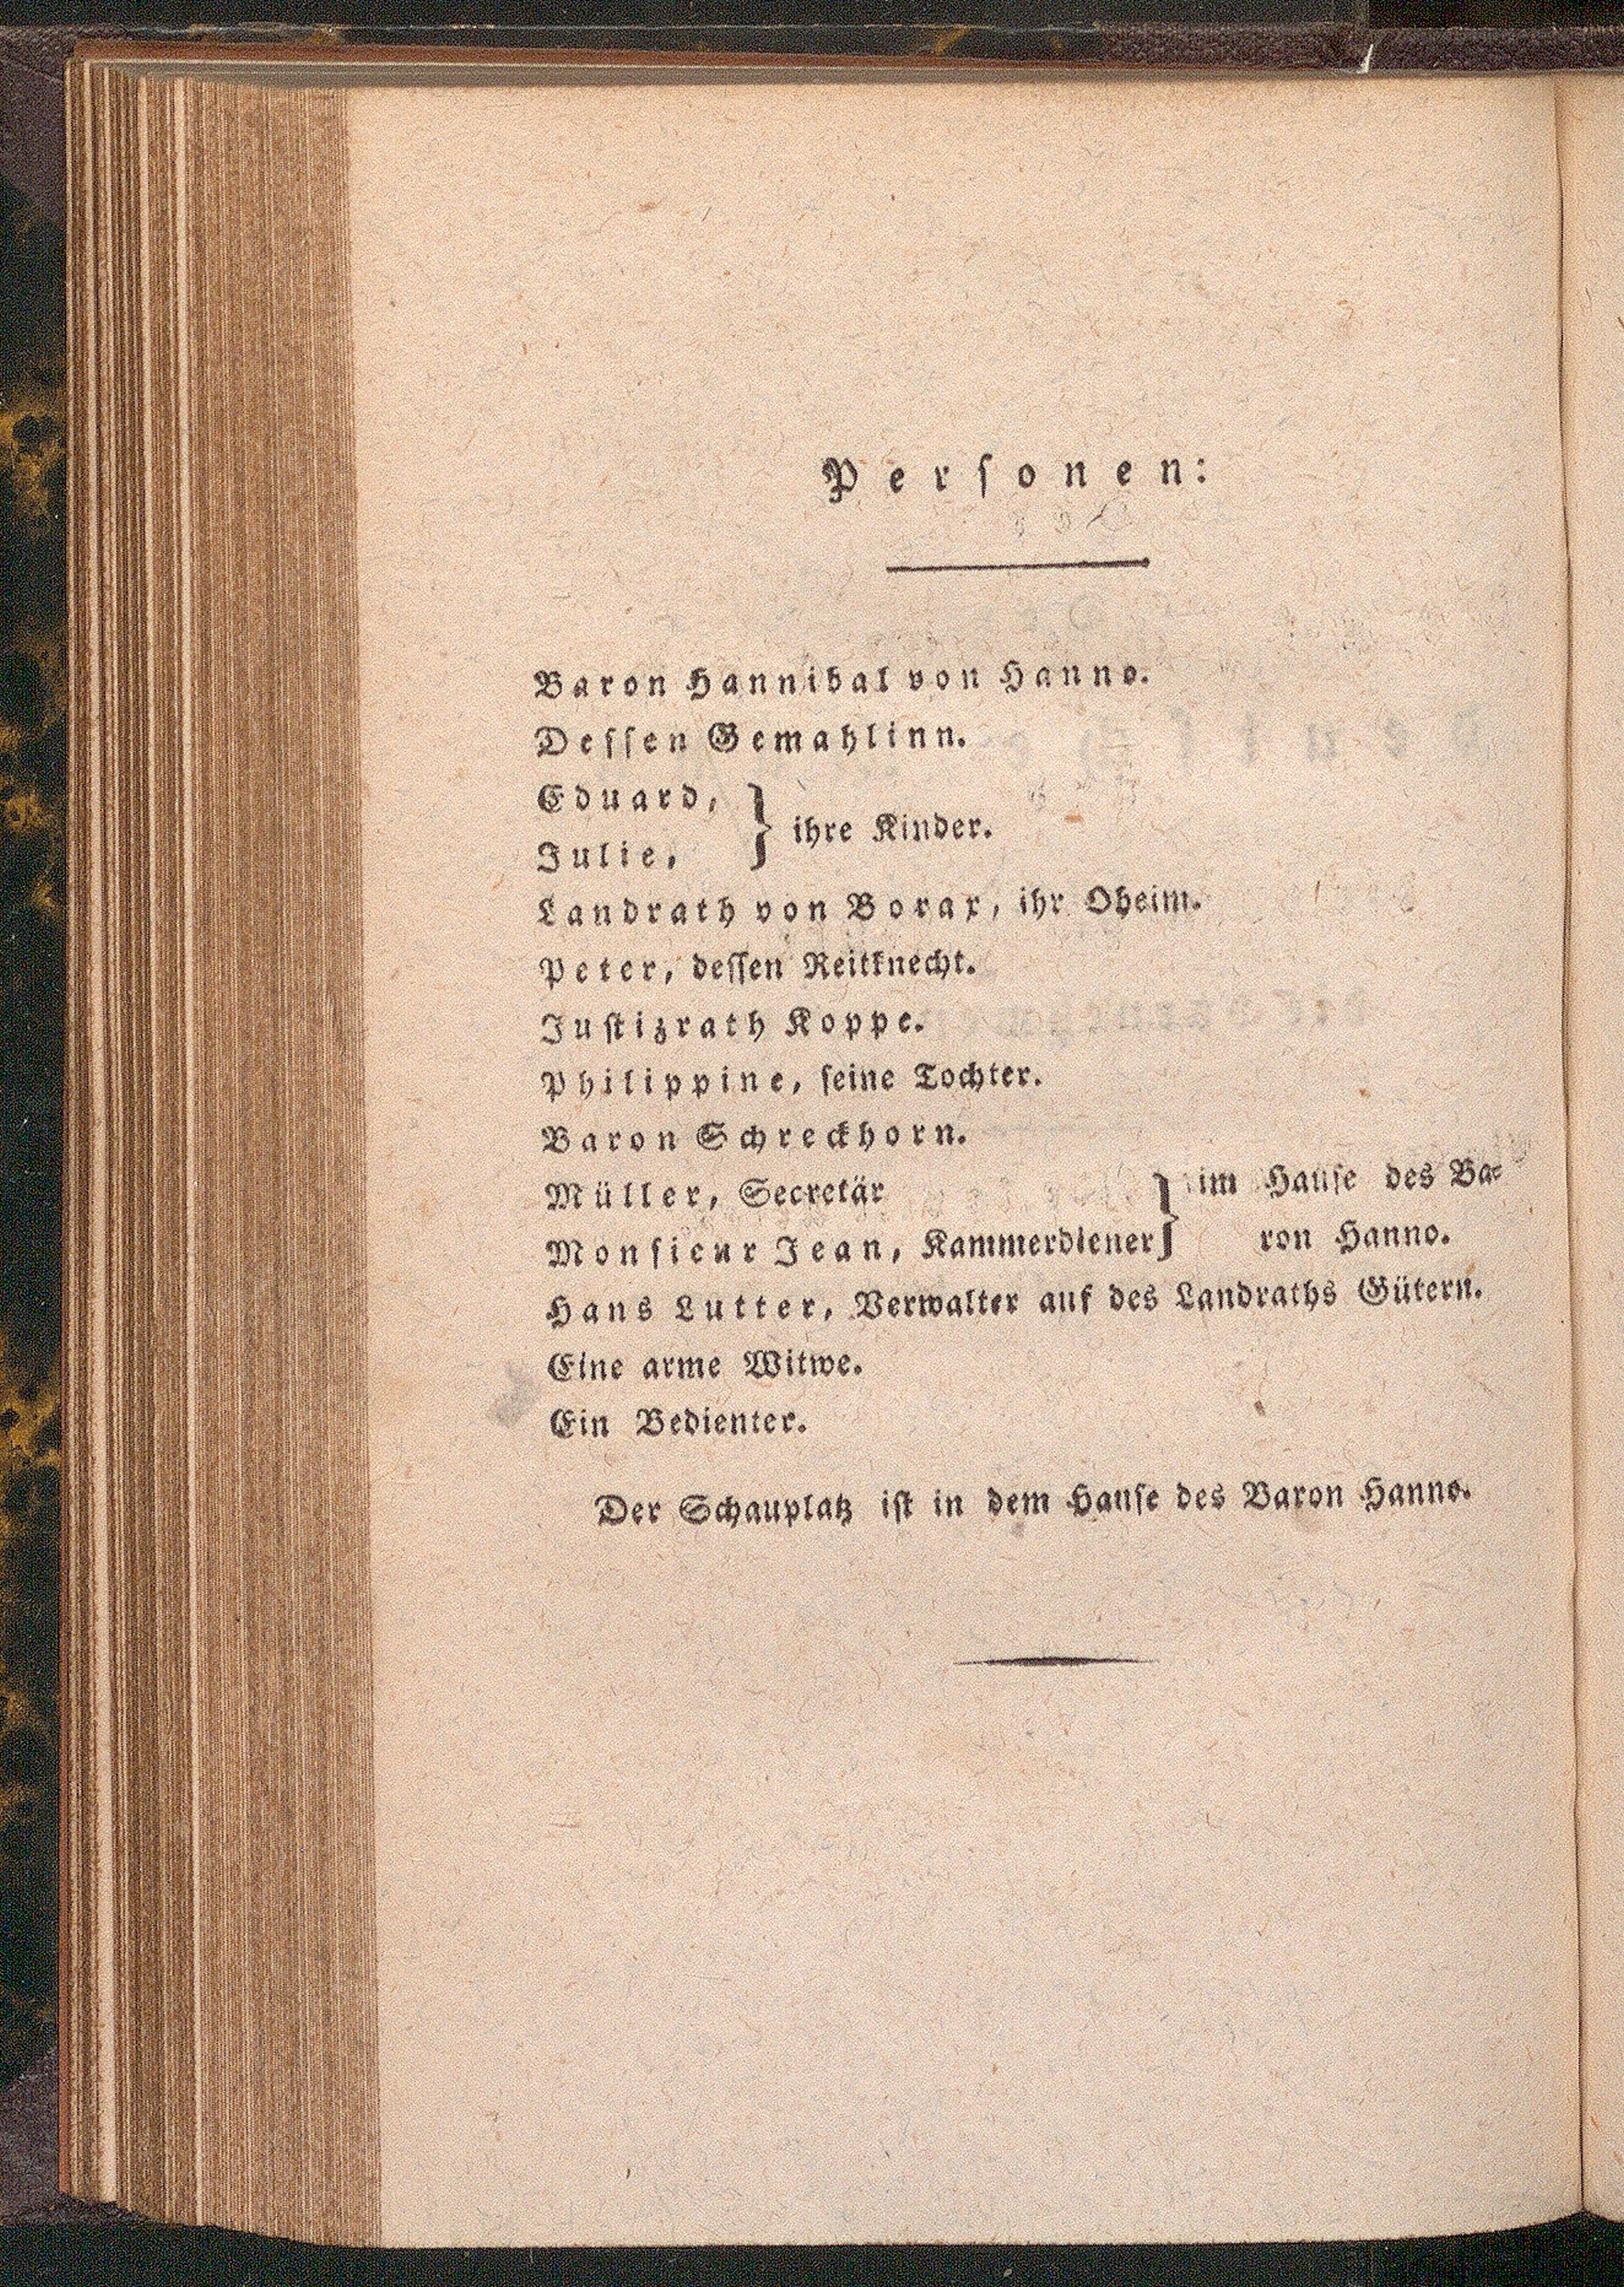 Personen:
Baron Hannibal von Hanno.
Dessen Gemahlinn.
Eduard,
Julie,
} ihre Kinder.
Landrath von Borax, ihr Oheim.
Peter, dessen Reitknecht.
Justizrath Koppe.
Philippine, seine Tochter.
Baron Schreckhorn.
Müller, Secretär
Monsieur Jean, Kammerdiener
} im Hause des Ba-
ron Hanno.
Hans Lutter, Verwalter auf des Landraths Gütern.
Eine arme Witwe.
Ein Bedienter.
Der Schauplatz ist in dem Hause des Baron Hanno.